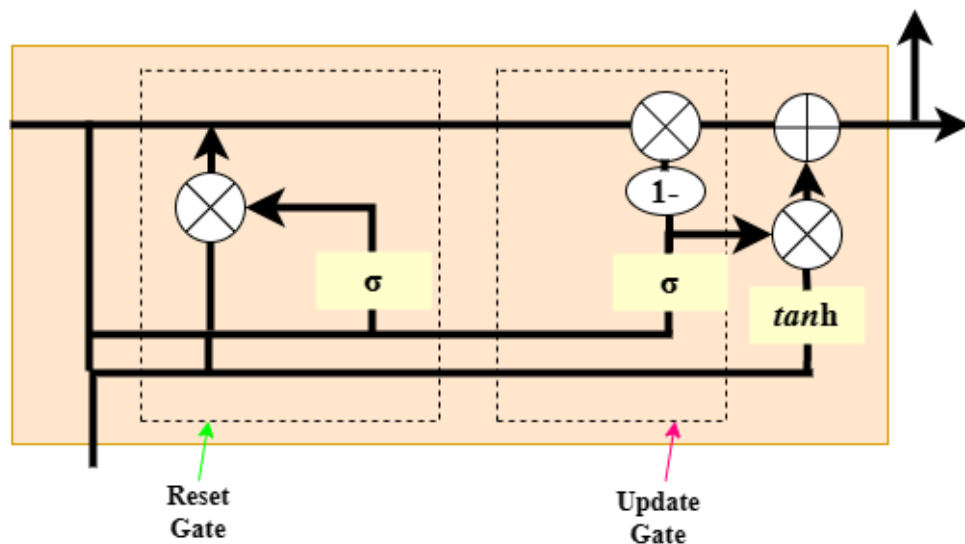 1-
σ
σ
tanh
Reset
Gate
Update
Gate